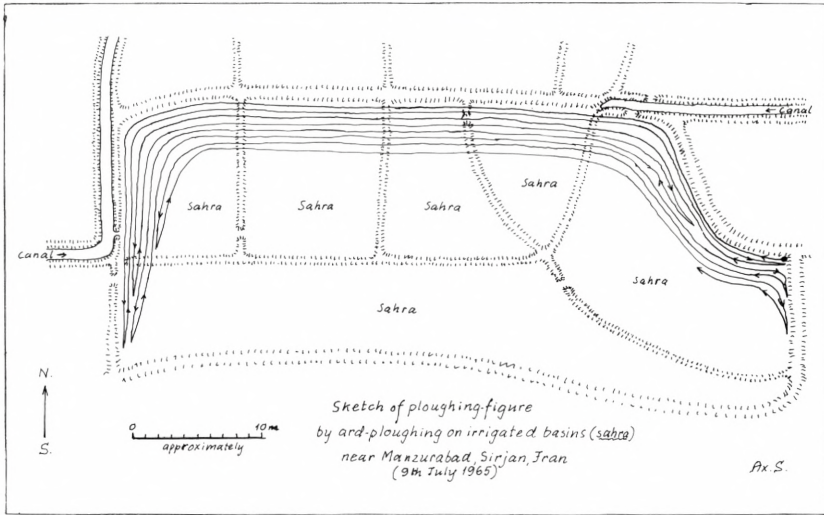 ← Canal
Sahra
Sahra
Sahra
Sahra
Canal →
Sahra
Sahra
N.
S.
0 10 m
approximately
Sketch of ploughing-figure
by ard-ploughing on irrigated basins (sahra)
near Manzurabad, Sirjan, Iran
(9th July 1965)
Ax. S.